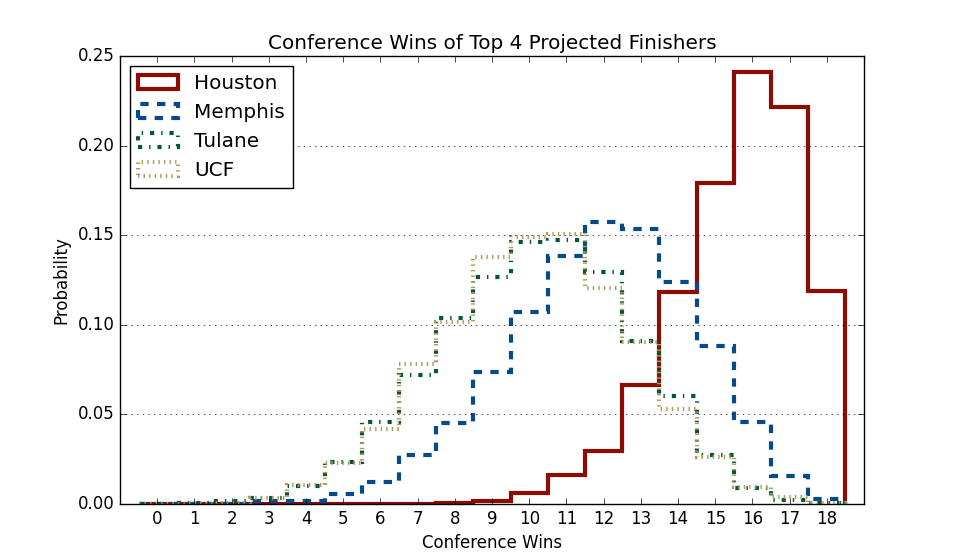 Conference Wins of Top 4 Projected Finishers
0.25
0.20
0.15
0.10
0.05
0.00
Probability
Houston
Memphis
Tulane
UCF
0 1 2 3 4 5 6 7 8 9 10 11 12 13 14 15 16 17 18
Conference Wins